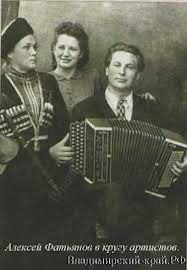 Алексей Фатьянов в кругу артистов.
Владимирский-край.РФ